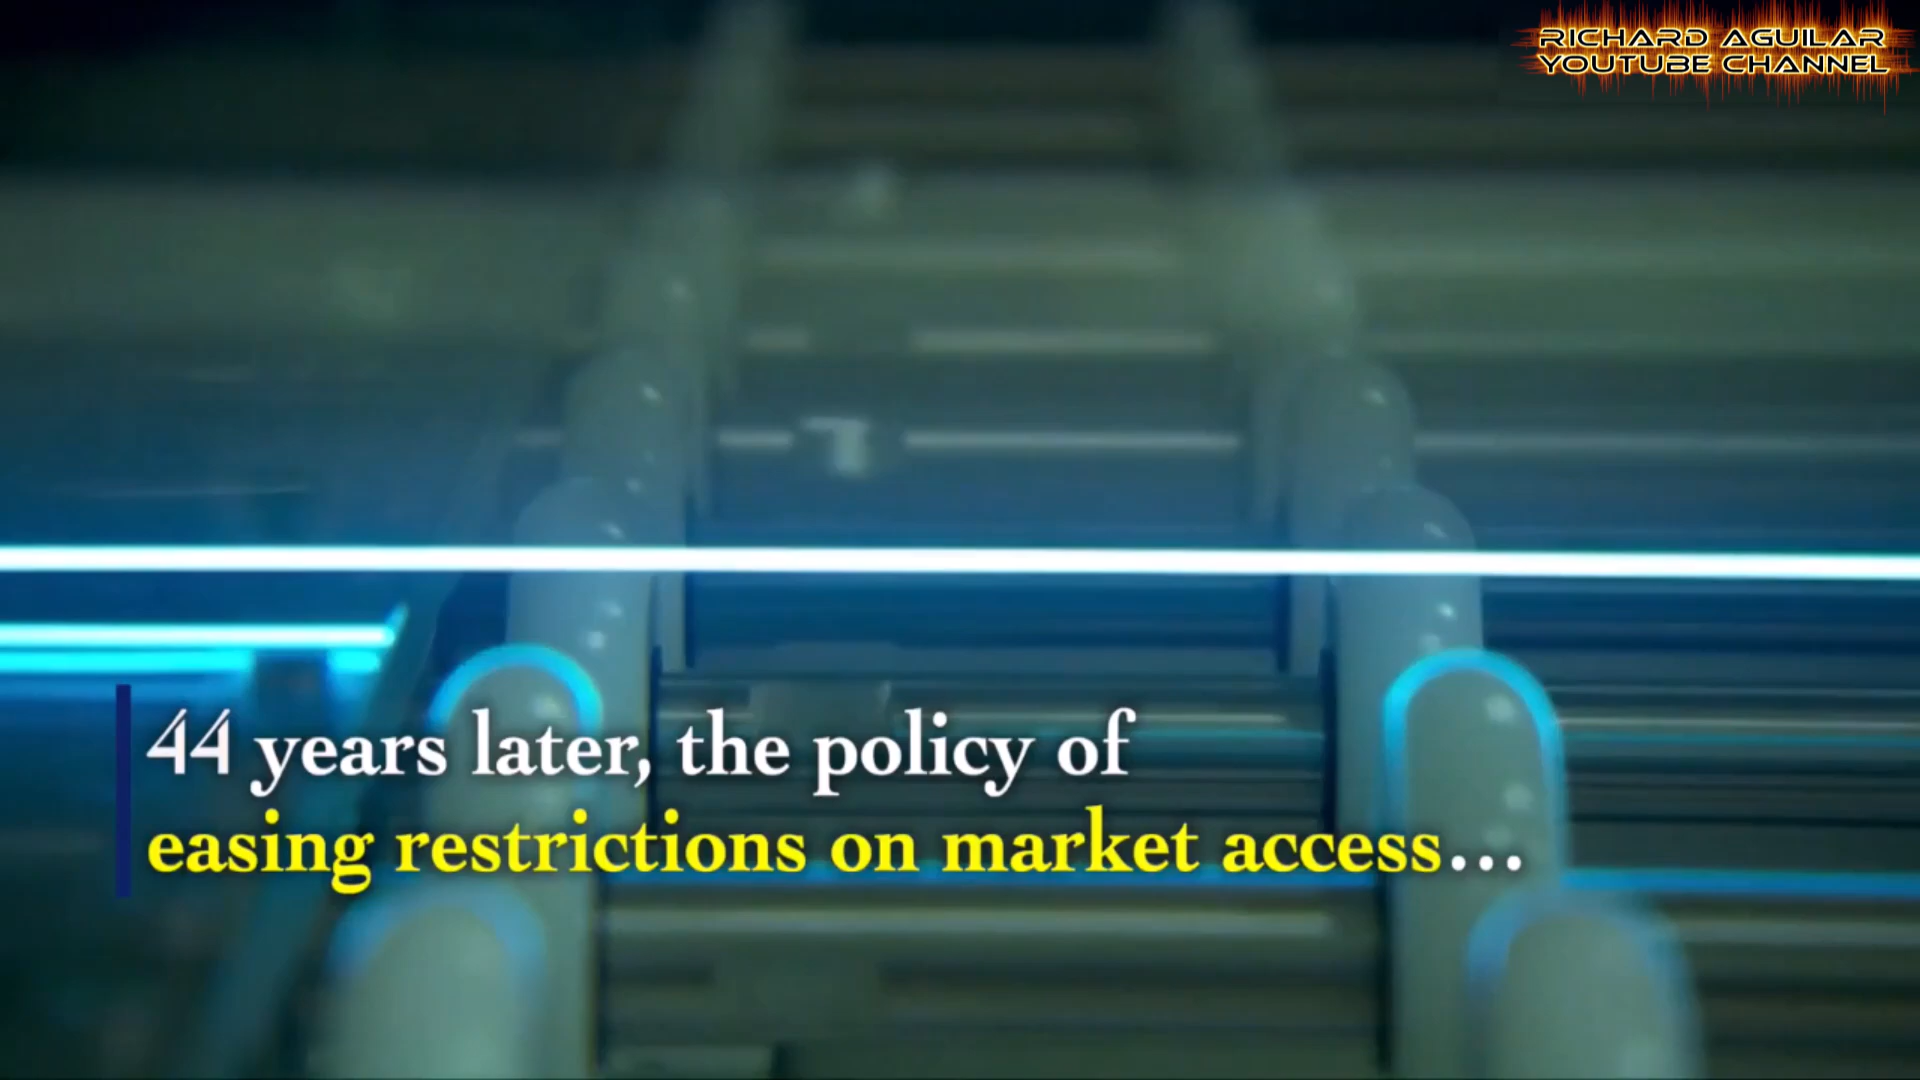 RICHARD AGUILAR
YOUTUBE CHANNEL
44 years later, the policy of
easing restrictions on market access...